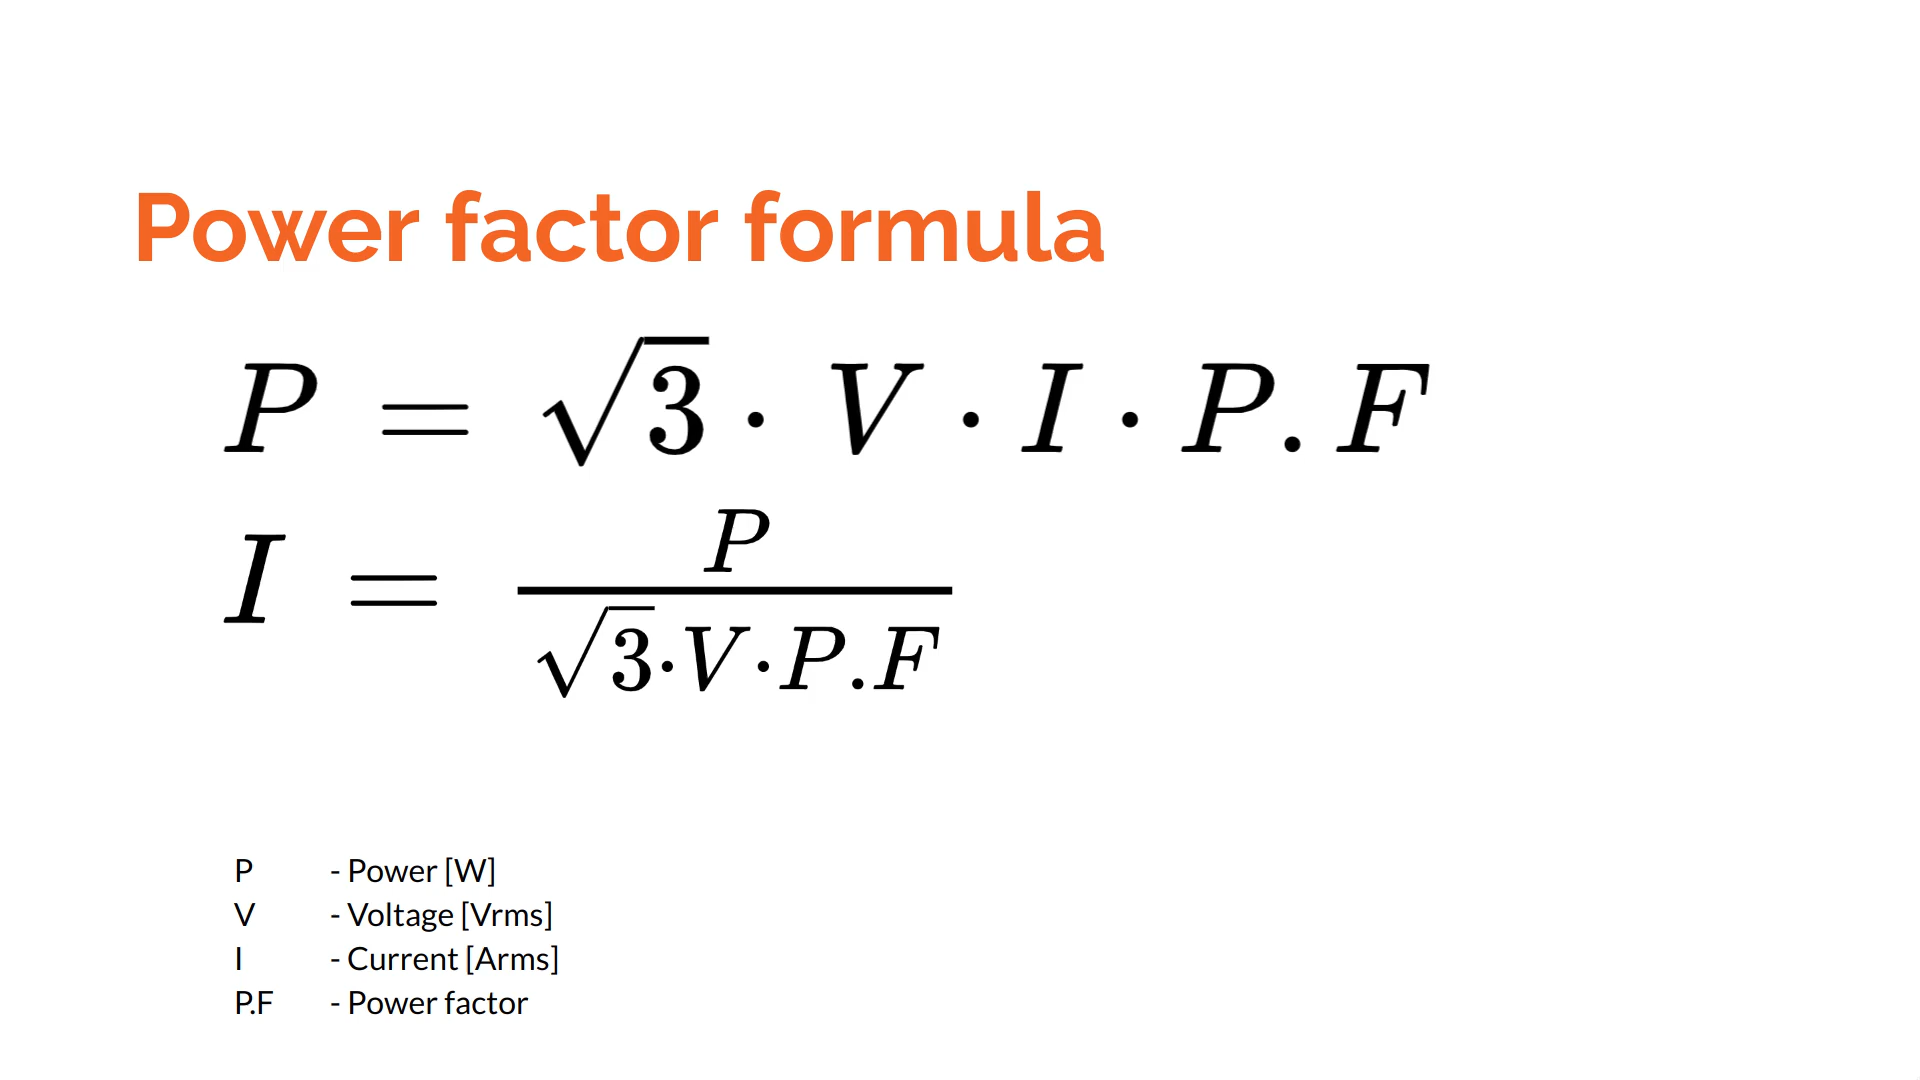 Power factor formula
P = √3 · V · I · P.F
I = P / √3·V·P.F
P - Power [W]
V - Voltage [Vrms]
I - Current [Arms]
P.F - Power factor